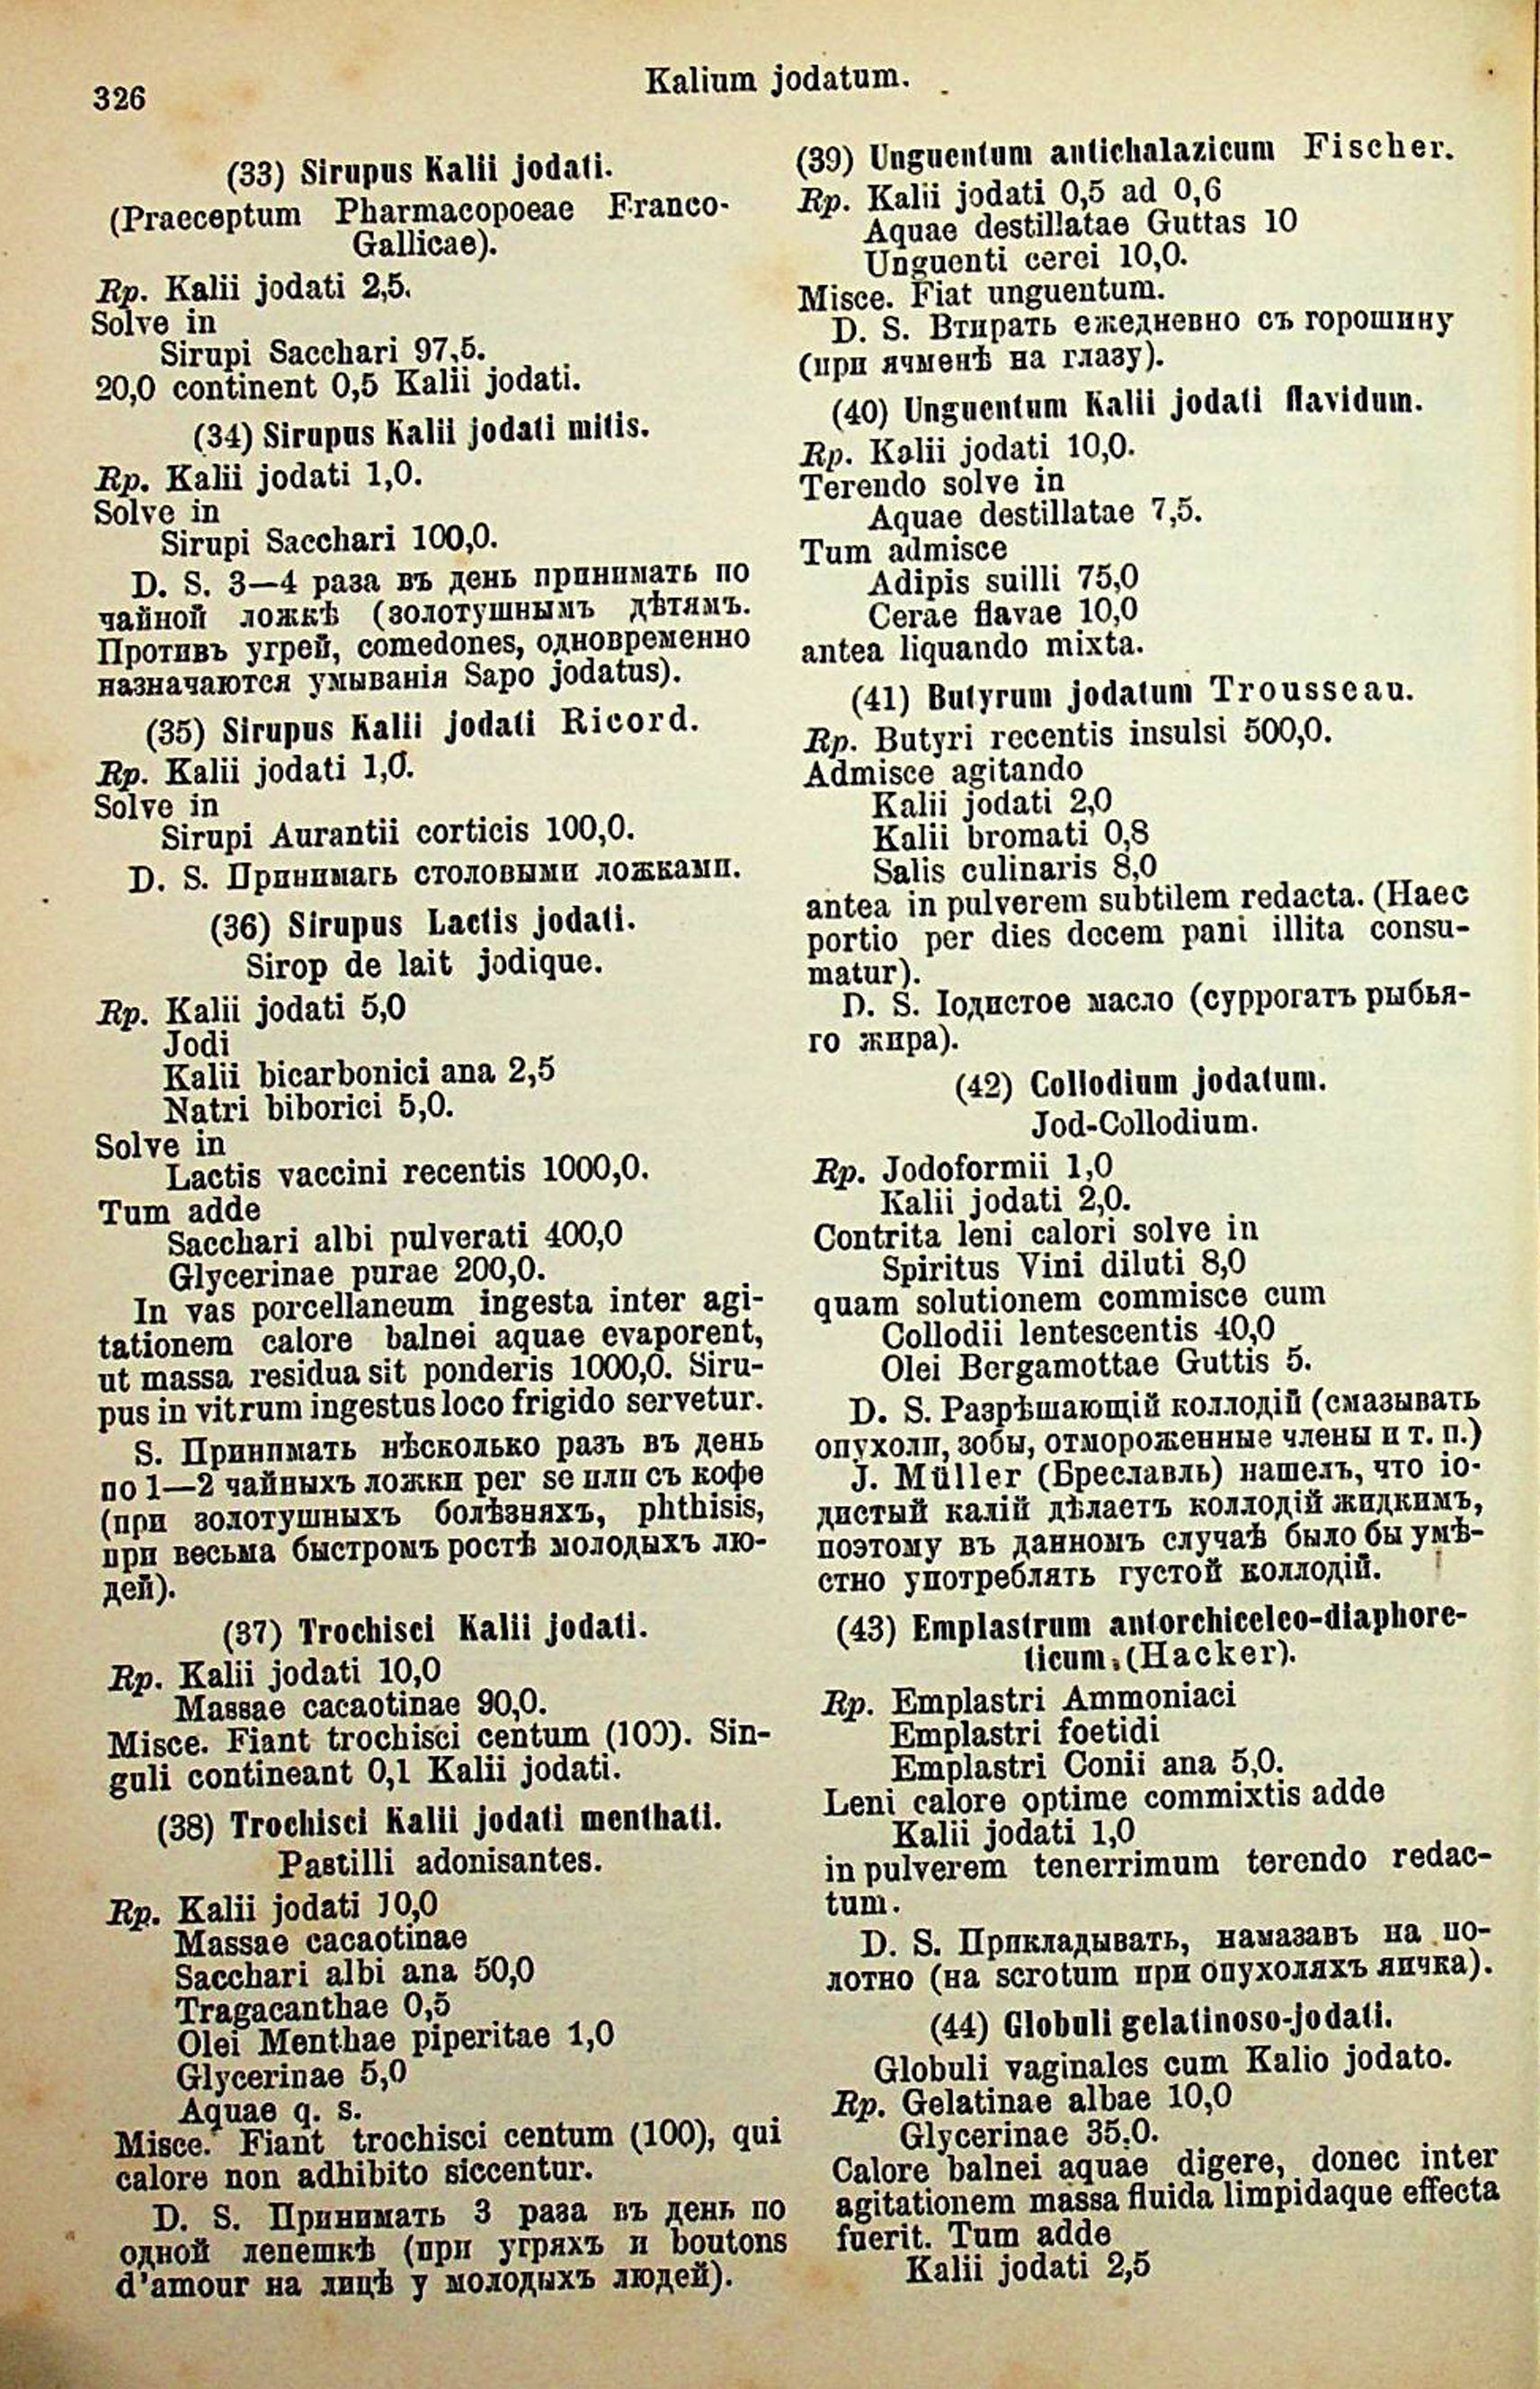 326
Kalium jodatum.
(33) Sirupus Kalii jodati.
(Praeceptum Pharmacopoeae Franco-
Gallicae).
Rp. Kalii jodati 2,5.
Solve in
Sirupi Sacchari 97,5.
20,0 continent 0,5 Kalii jodati.
(34) Sirupus Kalii jodati mitis.
Rp. Kalii jodati 1,0.
Solve in
Sirupi Sacchari 100,0.
D. S. 3—4 раза въ день принимать по
чайной ложкѣ (золотушнымъ дѣтямъ.
Противъ угрей, comedones, одновременно
назначаются умыванія Sapo jodatus).
(35) Sirupus Kalii jodati Ricord.
Rp. Kalii jodati 1,0.
Solve in
Sirupi Aurantii corticis 100,0.
D. S. Принимать столовыми ложками.
(36) Sirupus Lactis jodati.
Sirop de lait jodique.
Rp. Kalii jodati 5,0
Jodi
Kalii bicarbonici ana 2,5
Natri biborici 5,0.
Solve in
Lactis vaccini recentis 1000,0.
Tum adde
Sacchari albi pulverati 400,0
Glycerinae purae 200,0.
In vas porcellaneum ingesta inter agi-
tationem calore balnei aquae evaporent,
ut massa residua sit ponderis 1000,0. Siru-
pus in vitrum ingestus loco frigido servetur.
S. Принимать нѣсколько разъ въ день
по 1—2 чайныхъ ложки per se или съ кофе
(при золотушныхъ болѣзняхъ, phthisis,
при весьма быстромъ ростѣ молодыхъ лю-
дей).
(37) Trochisci Kalii jodati.
Rp. Kalii jodati 10,0
Massae cacaotinae 90,0.
Misce. Fiant trochisci centum (100). Sin-
guli contineant 0,1 Kalii jodati.
(38) Trochisci Kalii jodati menthati.
Pastilli adonisantes.
Rp. Kalii jodati 10,0
Massae cacaotinae
Sacchari albi ana 50,0
Tragacanthae 0,5
Olei Menthae piperitae 1,0
Glycerinae 5,0
Aquae q. s.
Misce. Fiant trochisci centum (100), qui
calore non adhibito siccentur.
D. S. Принимать 3 раза въ день по
одной лепешкѣ (при угряхъ и boutons
d'amour на лицѣ у молодыхъ людей).
(39) Unguentum antichalazicum Fischer.
Rp. Kalii jodati 0,5 ad 0,6
Aquae destillatae Guttas 10
Unguenti cerei 10,0.
Misce. Fiat unguentum.
D. S. Втирать ежедневно съ горошину
(при ячменѣ на глазу).
(40) Unguentum Kalii jodati flavidum.
Rp. Kalii jodati 10,0.
Terendo solve in
Aquae destillatae 7,5.
Tum admisce
Adipis suilli 75,0
Cerae flavae 10,0
antea liquando mixta.
(41) Butyrum jodatum Trousseau.
Rp. Butyri recentis insulsi 500,0.
Admisce agitando
Kalii jodati 2,0
Kalii bromati 0,8
Salis culinaris 8,0
antea in pulverem subtilem redacta. (Haec
portio per dies decem pani illita consu-
matur).
D. S. Іодистое масло (суррогатъ рыбья-
го жира).
(42) Collodium jodatum.
Jod-Collodium.
Rp. Jodoformii 1,0
Kalii jodati 2,0.
Contrita leni calori solve in
Spiritus Vini diluti 8,0
quam solutionem commisce cum
Collodii lentescentis 40,0
Olei Bergamottae Guttis 5.
D. S. Разрѣшающій коллодій (смазывать
опухоли, зобы, отмороженные члены и т. п.)
J. Müller (Бреславль) нашелъ, что іо-
дистый калій дѣлаетъ коллодій жидкимъ,
поэтому въ данномъ случаѣ было бы умѣ-
стно употреблять густой коллодій.
(43) Emplastrum antorchiceleo-diaphore-
ticum. (Hacker).
Rp. Emplastri Ammoniaci
Emplastri foetidi
Emplastri Conii ana 5,0.
Leni calore optime commixtis adde
Kalii jodati 1,0
in pulverem tenerrimum terendo redac-
tum.
D. S. Прикладывать, намазавъ на по-
лотно (на scrotum при опухоляхъ яичка).
(44) Globuli gelatinoso-jodati.
Globuli vaginales cum Kalio jodato.
Rp. Gelatinae albae 10,0
Glycerinae 35,0.
Calore balnei aquae digere, donec inter
agitationem massa fluida limpidaque effecta
fuerit. Tum adde
Kalii jodati 2,5